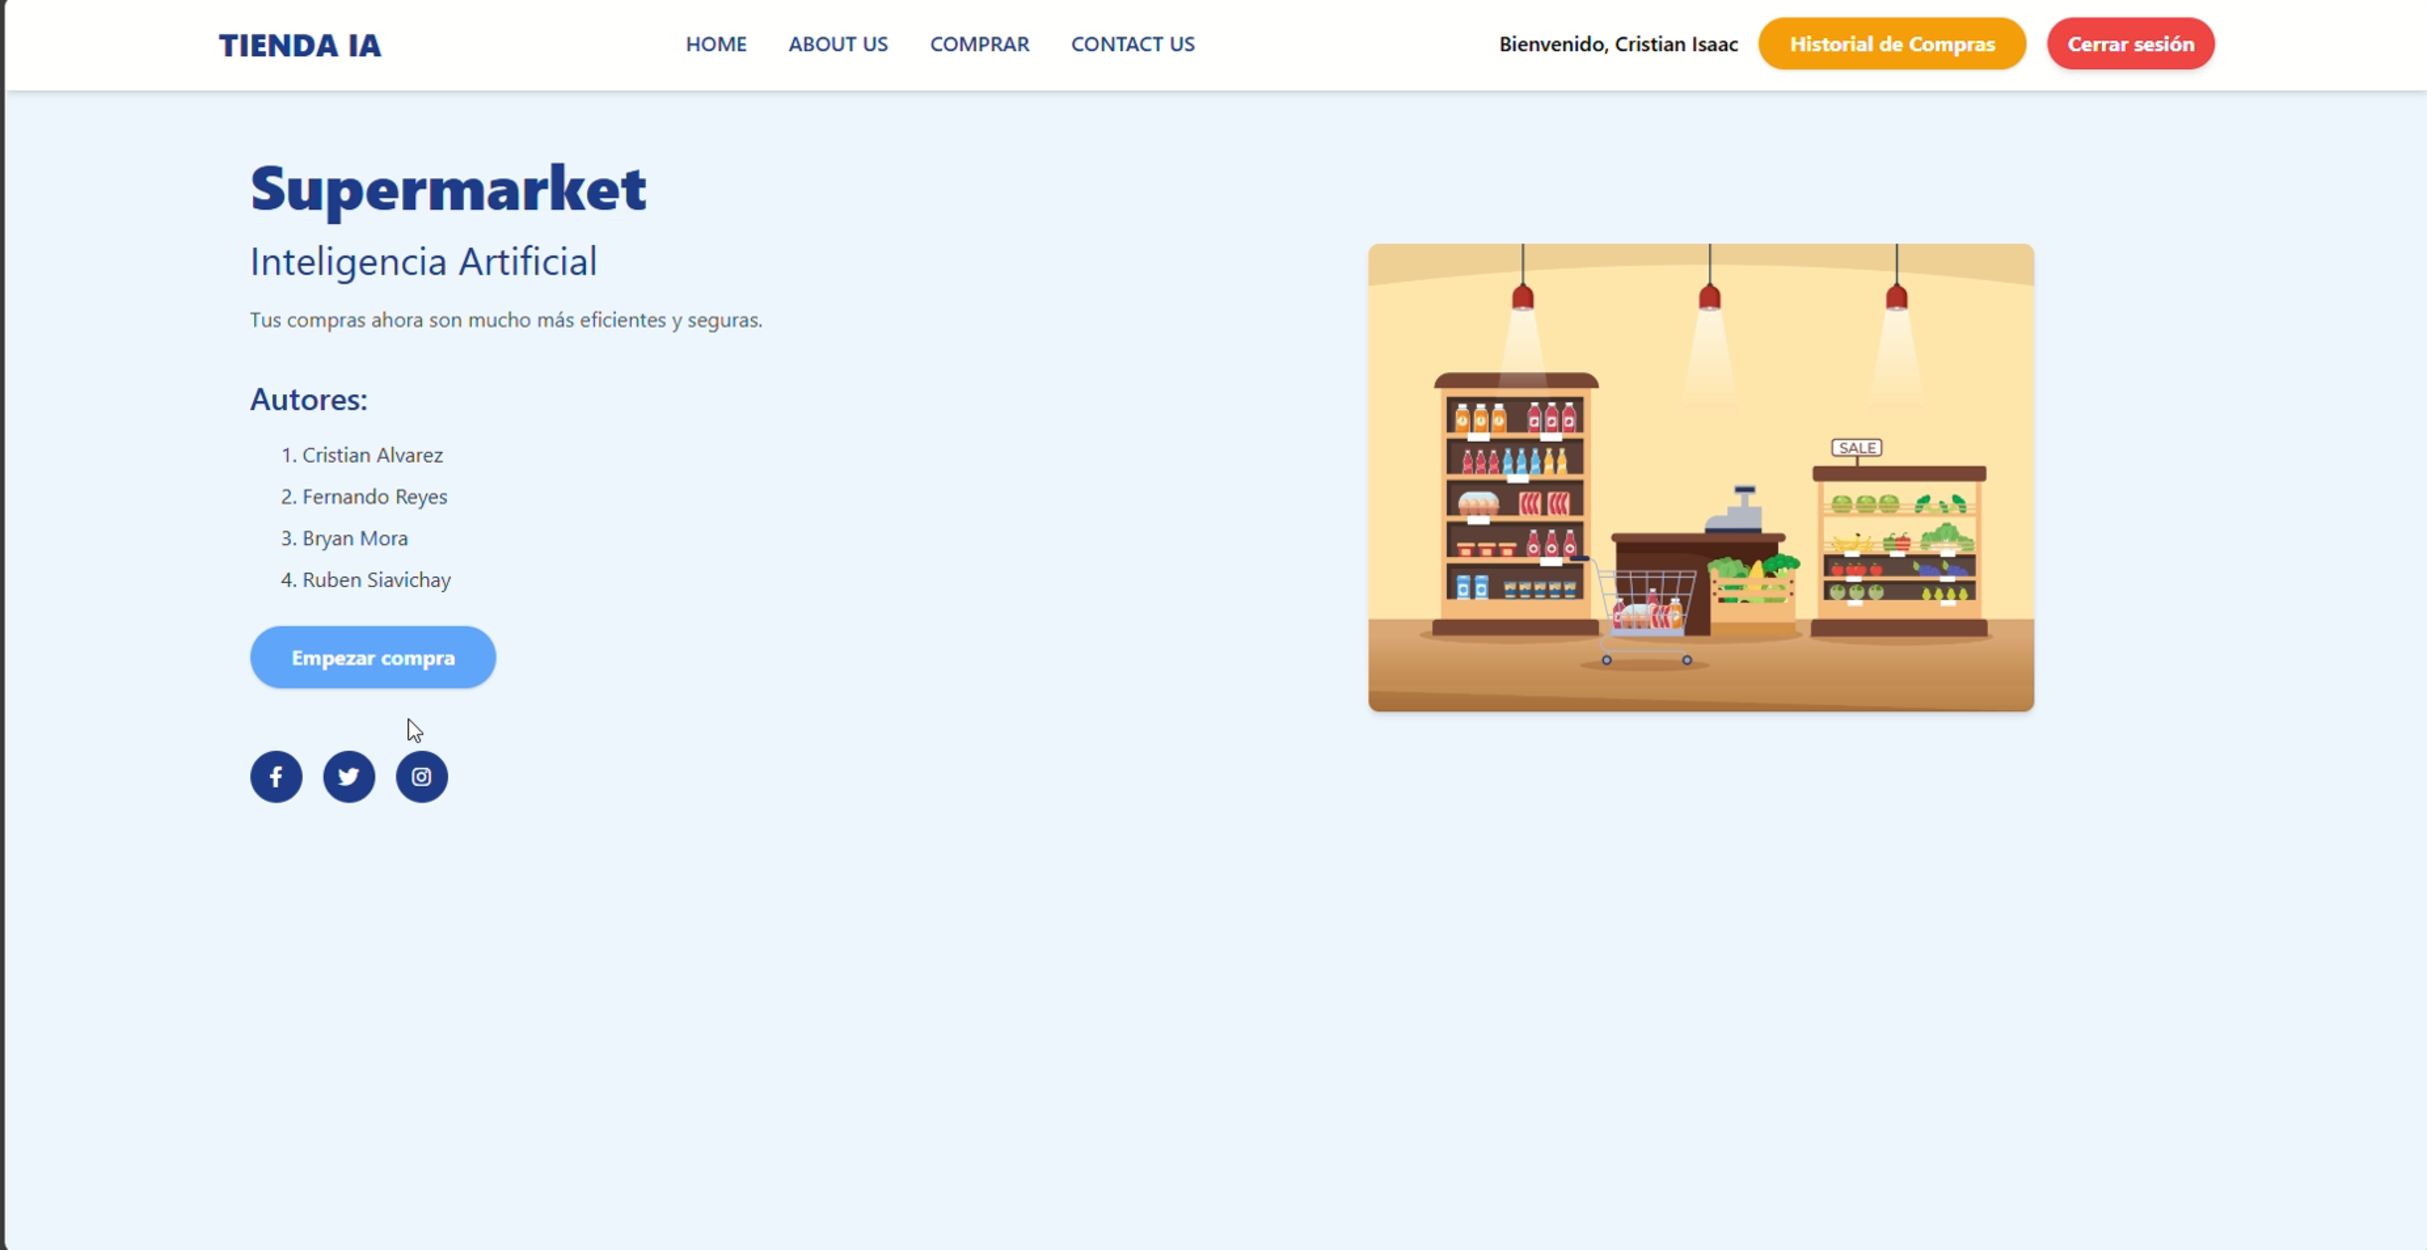 TIENDA IA
HOME ABOUT US COMPRAR CONTACT US
Bienvenido, Cristian Isaac
Historial de Compras
Cerrar sesión
Supermarket
Inteligencia Artificial
Tus compras ahora son mucho más eficientes y seguras.
Autores:
1. Cristian Alvarez
2. Fernando Reyes
3. Bryan Mora
4. Ruben Siavichay
Empezar compra
SALE